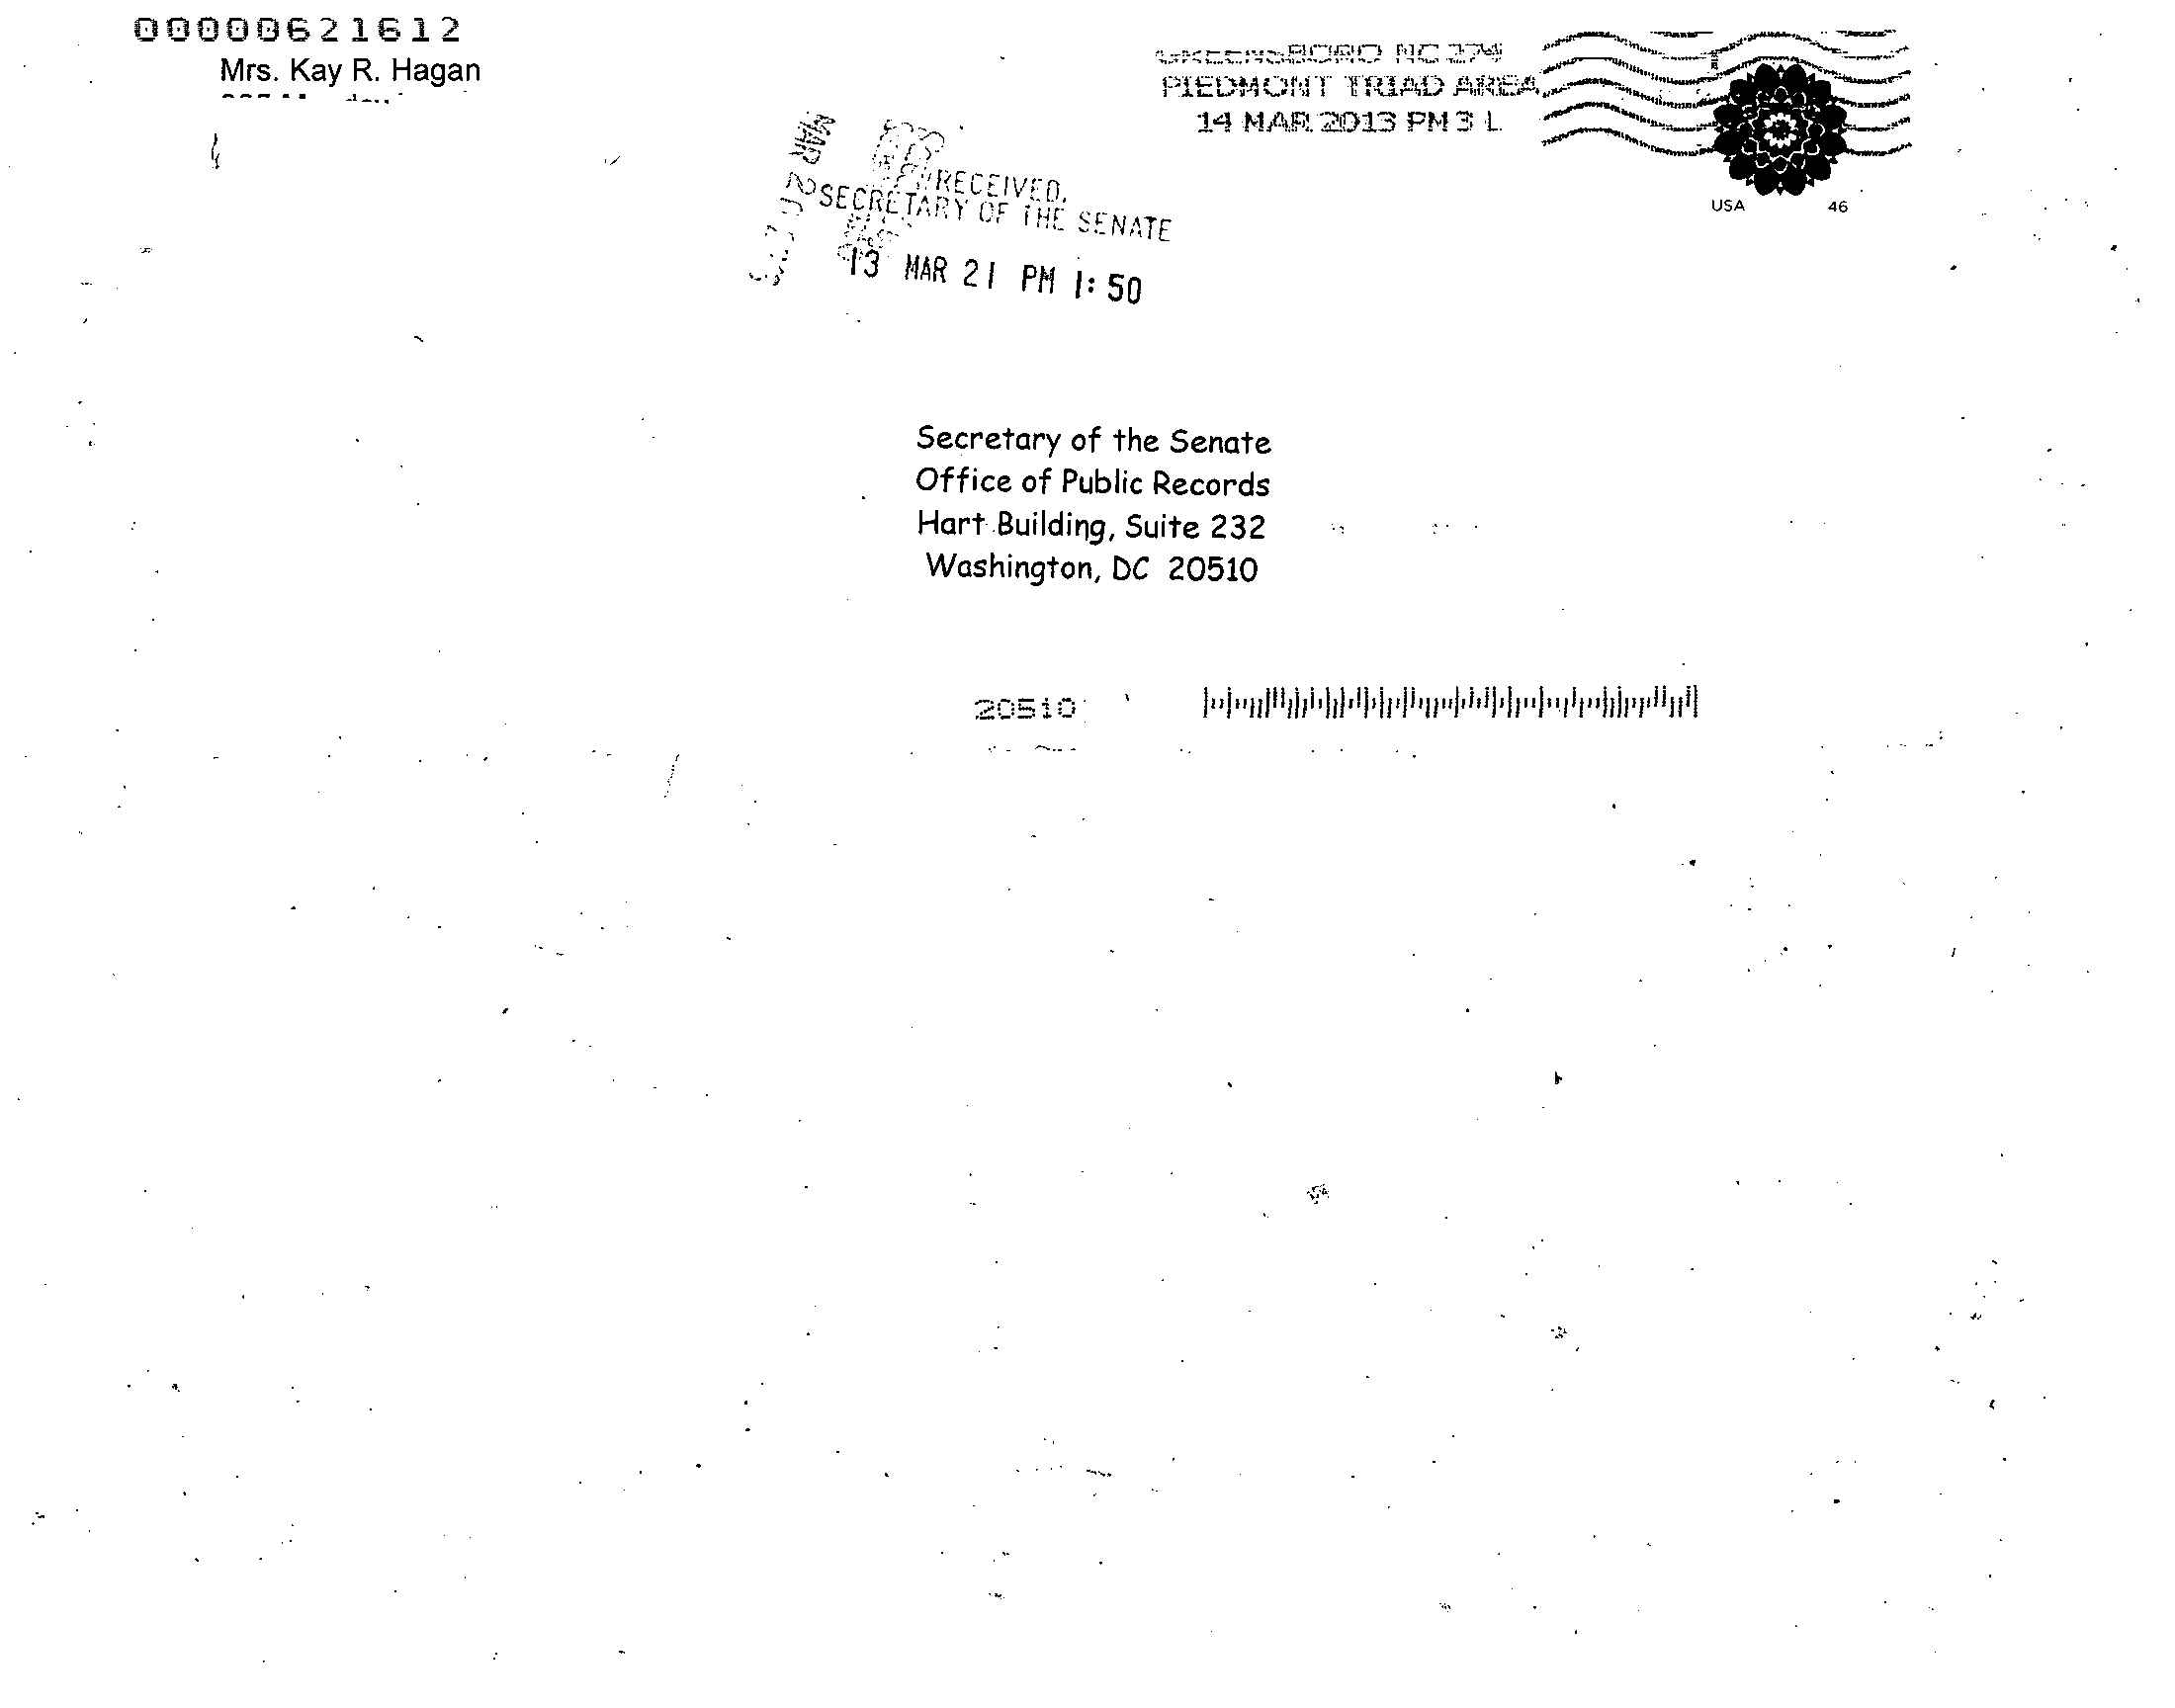 00000621612
Mrs. Kay R. Hagan
GREENSBORO NC 274
PIEDMONT TRIAD AREA
14 MAR 2013 PM 3 L
USA 46
MAR 20
RECEIVED
SECRETARY OF THE SENATE
13 MAR 21 PM 1:50
Secretary of the Senate
Office of Public Records
Hart Building, Suite 232
Washington, DC 20510
20510